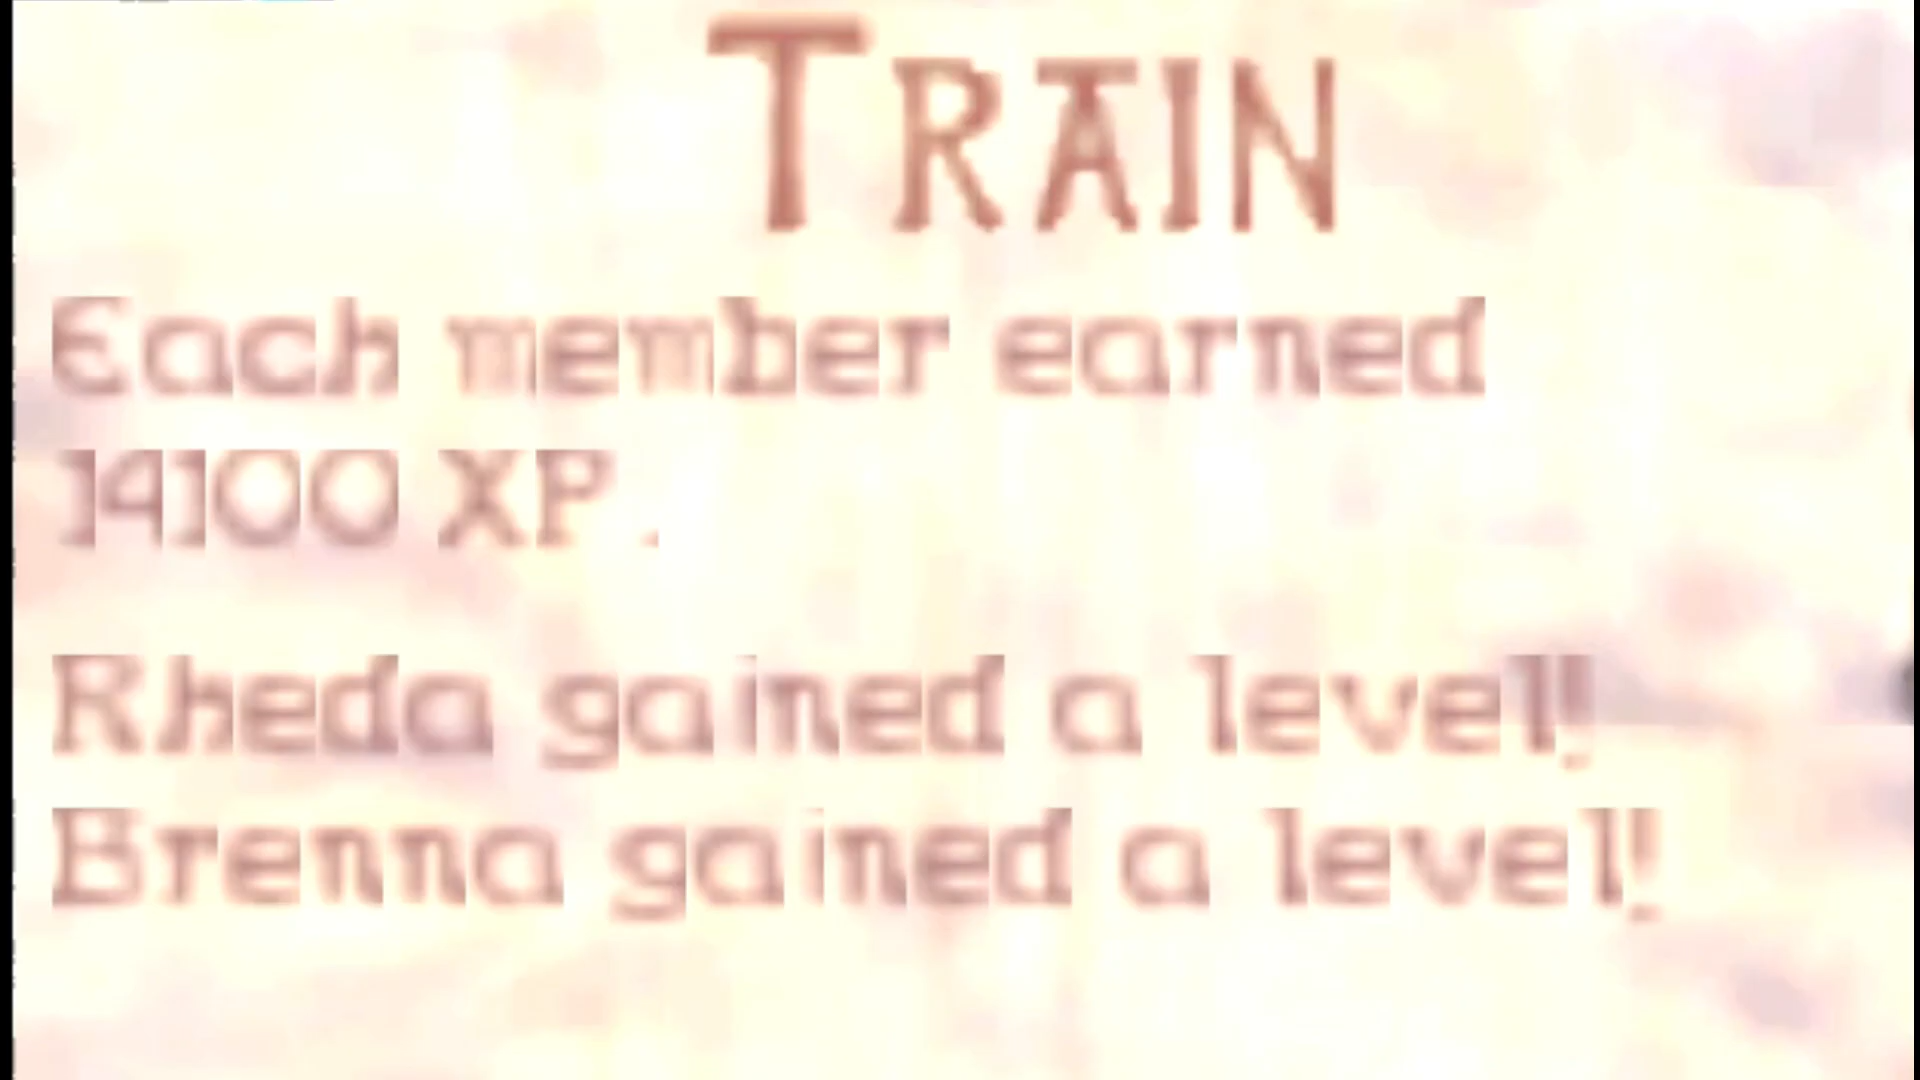 TRAIN
Each member earned
14100 XP.
Rheda gained a level!
Brenna gained a level!